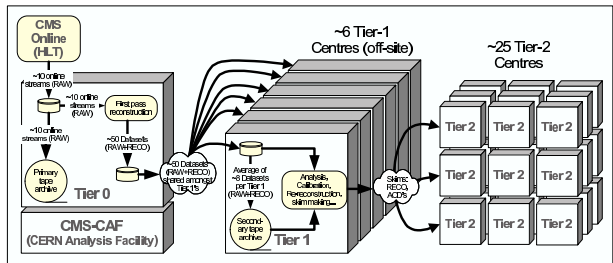 CMS
Online
(HLT)
~10 online
streams
(RAW)
~10 online
streams (RAW)
First pass
reconstruction
~10 online
streams
(RAW)
~50 Datasets
(RAW+RECO)
Primary
tape
archive
Tier 0
CMS-CAF
(CERN Analysis Facility)
~50 Datasets
(RAW+RECO)
shared amongst
Tier 1's
~6 Tier-1
Centres (off-site)
Average of
~8 Datasets
per Tier 1
(RAW+RECO)
Second-
ary tape
archive
Analysis,
Calibration,
Re-reconstruction,
skim making...
Tier 1
Skims:
RECO,
AOD's
~25 Tier-2
Centres
Tier 2
Tier 2
Tier 2
Tier 2
Tier 2
Tier 2
Tier 2
Tier 2
Tier 2